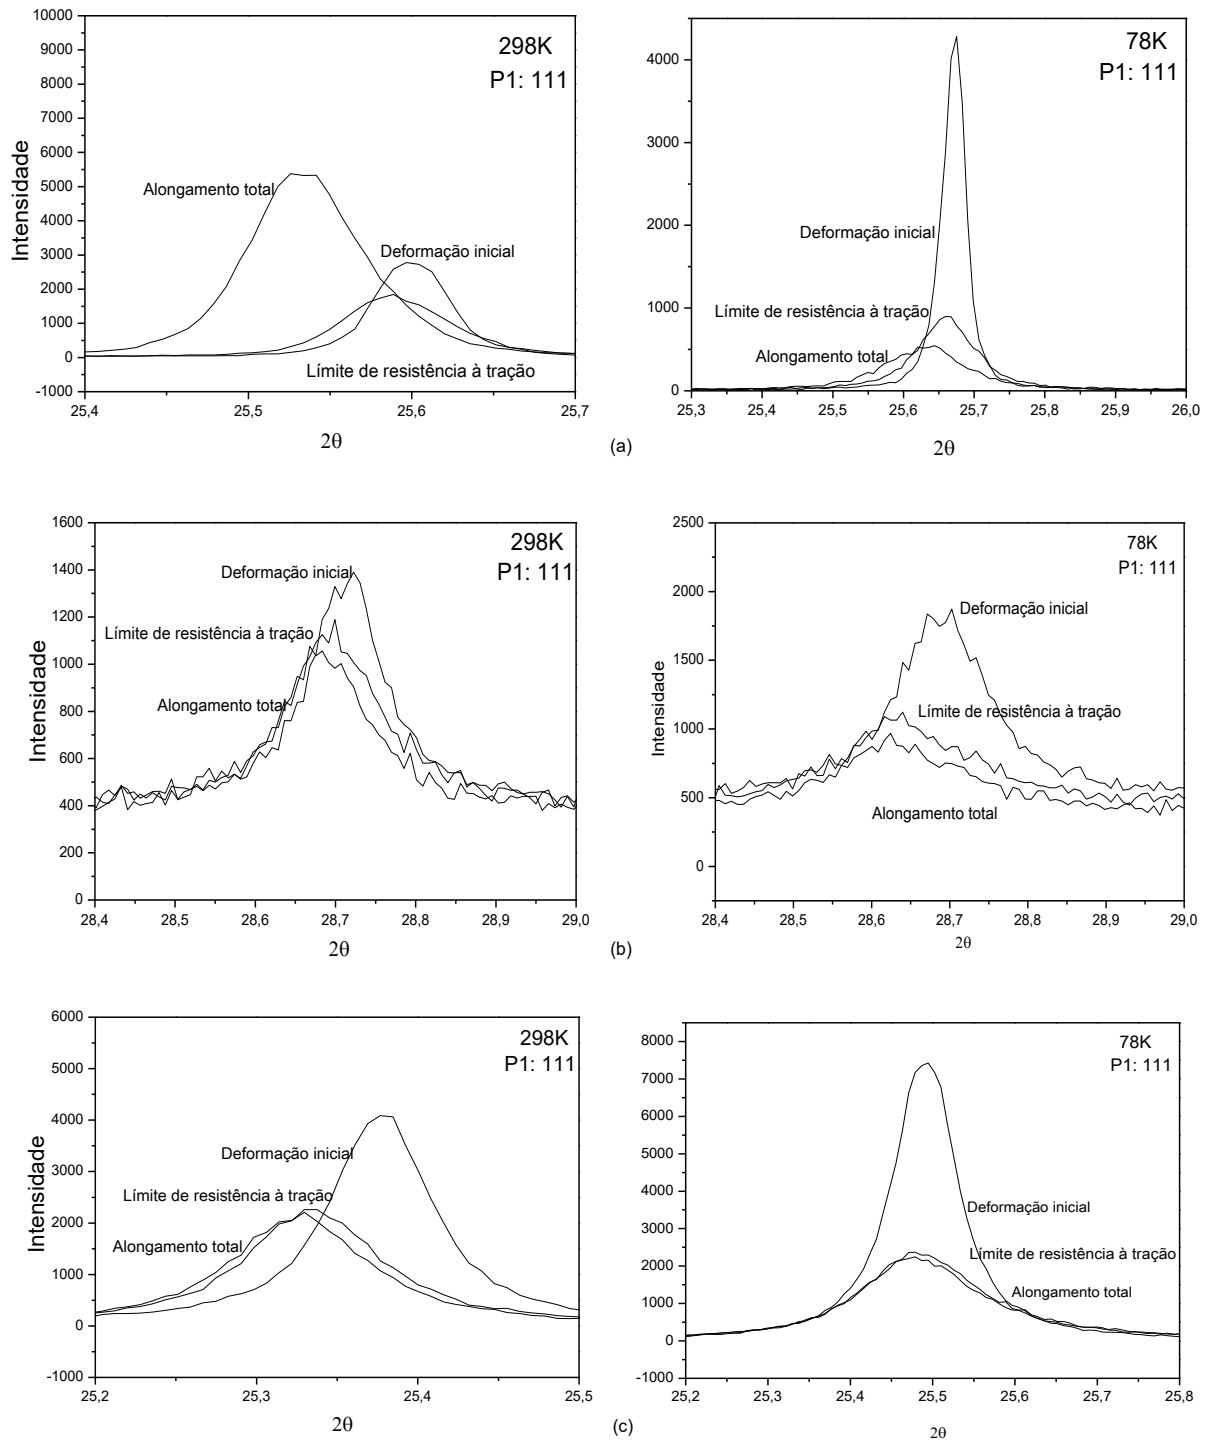 10000
9000
8000
7000
6000
5000
4000
3000
2000
1000
0
-1000
Intensidade
298K
P1: 111
Alongamento total
Deformação inicial
Límite de resistência à tração
25,4
25,5
25,6
25,7
2θ
4000
3000
2000
1000
0
78K
P1: 111
Deformação inicial
Límite de resistência à tração
Alongamento total
25,3
25,4
25,5
25,6
25,7
25,8
25,9
26,0
2θ
(a)
1600
1400
1200
1000
800
600
400
200
0
Intensidade
298K
P1: 111
Deformação inicial
Límite de resistência à tração
Alongamento total
28,4
28,5
28,6
28,7
28,8
28,9
29,0
2θ
2500
2000
1500
1000
500
0
Intensidade
78K
P1: 111
Deformação inicial
Límite de resistência à tração
Alongamento total
28,4
28,5
28,6
28,7
28,8
28,9
29,0
2θ
(b)
6000
5000
4000
3000
2000
1000
0
-1000
Intensidade
298K
P1: 111
Deformação inicial
Límite de resistência à tração
Alongamento total
25,2
25,3
25,4
25,5
2θ
8000
7000
6000
5000
4000
3000
2000
1000
0
-1000
78K
P1: 111
Deformação inicial
Límite de resistência à tração
Alongamento total
25,2
25,3
25,4
25,5
25,6
25,7
25,8
2θ
(c)